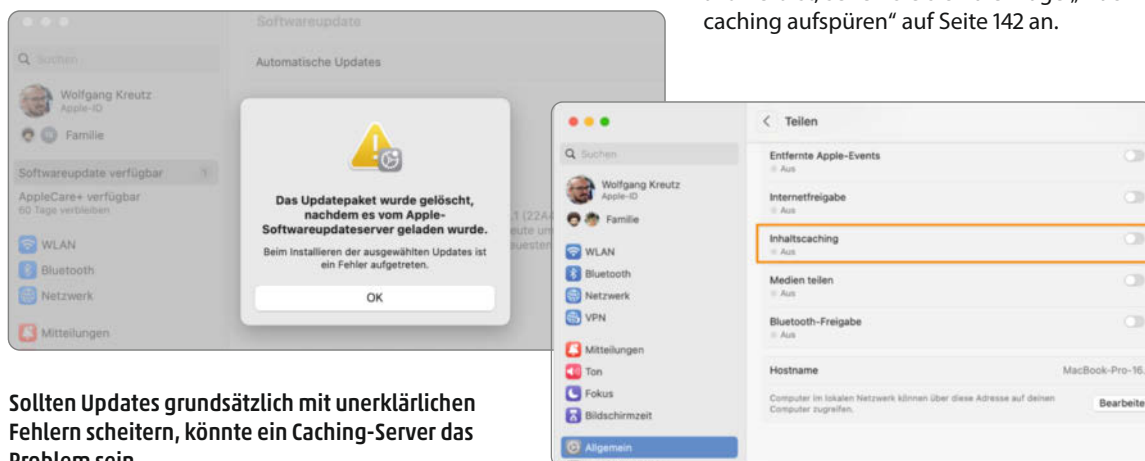 caching aufspüren“ auf Seite 142 an.
Softwareupdate
Suchen
Automatische Updates
Wolfgang Kreutz
Apple-ID
Familie
Softwareupdate verfügbar 1
AppleCare+ verfügbar
60 Tage verbleiben
WLAN
Bluetooth
Netzwerk
Mitteilungen
Das Updatepaket wurde gelöscht,
nachdem es vom Apple-
Softwareupdateserver geladen wurde.
Beim Installieren der ausgewählten Updates ist
ein Fehler aufgetreten.
OK
Teilen
Suchen
Wolfgang Kreutz
Apple-ID
Familie
WLAN
Bluetooth
Netzwerk
VPN
Mitteilungen
Ton
Fokus
Bildschirmzeit
Allgemein
Entfernte Apple-Events
Aus
Internetfreigabe
Aus
Inhaltscaching
Aus
Medien teilen
Aus
Bluetooth-Freigabe
Aus
Hostname MacBook-Pro-16.
Computer im lokalen Netzwerk können über diese Adresse auf deinen
Computer zugreifen.
Bearbeite
Sollten Updates grundsätzlich mit unerklärlichen
Fehlern scheitern, könnte ein Caching-Server das
Problem sein